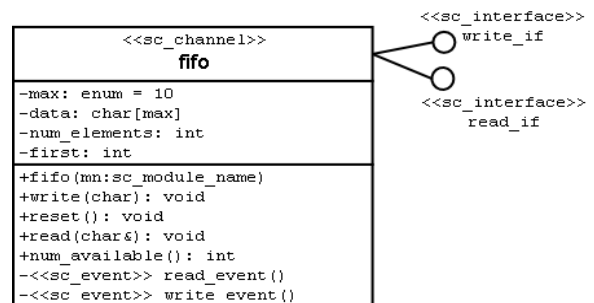 <<sc_channel>>
fifo
-max: enum = 10
-data: char[max]
-num_elements: int
-first: int
+fifo(mn:sc_module_name)
+write(char): void
+reset(): void
+read(char&): void
+num_available(): int
-<<sc_event>> read_event()
-<<sc_event>> write_event()
<<sc_interface>>
write_if
<<sc_interface>>
read_if